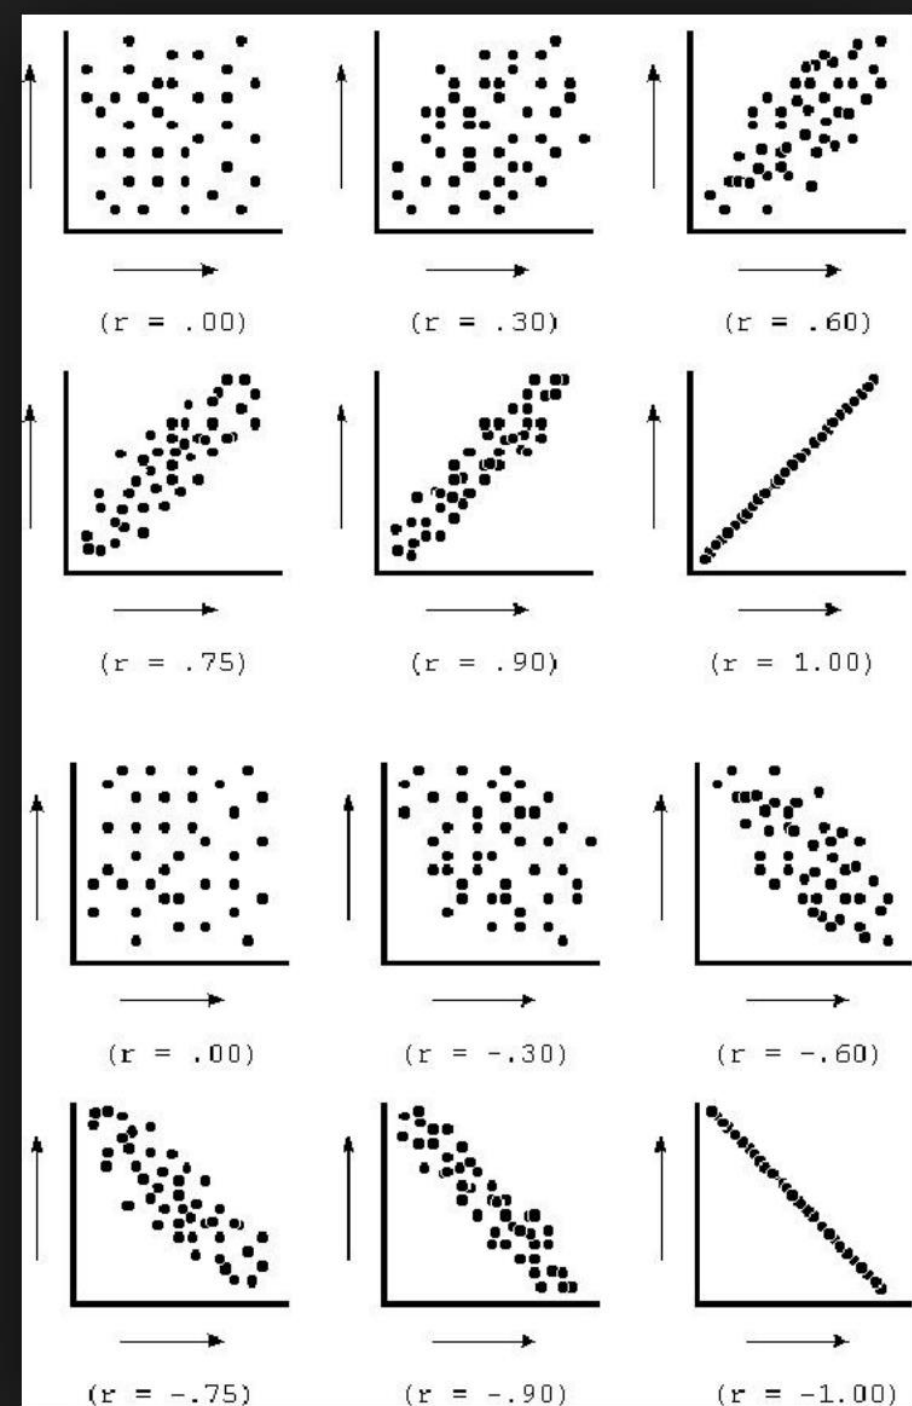 (r = .00) (r = .30) (r = .60)
(r = .75) (r = .90) (r = 1.00)
(r = .00) (r = -.30) (r = -.60)
(r = -.75) (r = -.90) (r = -1.00)